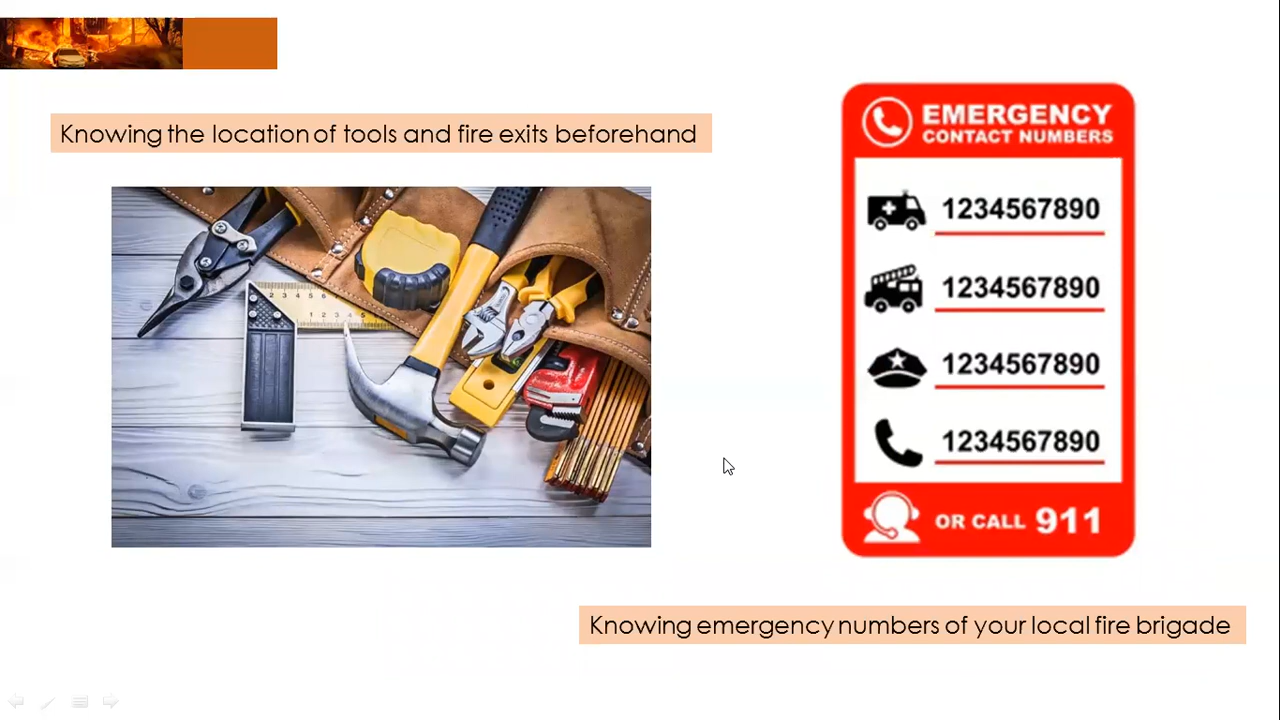 Knowing the location of tools and fire exits beforehand
EMERGENCY
CONTACT NUMBERS
1234567890
1234567890
1234567890
1234567890
OR CALL 911
Knowing emergency numbers of your local fire brigade